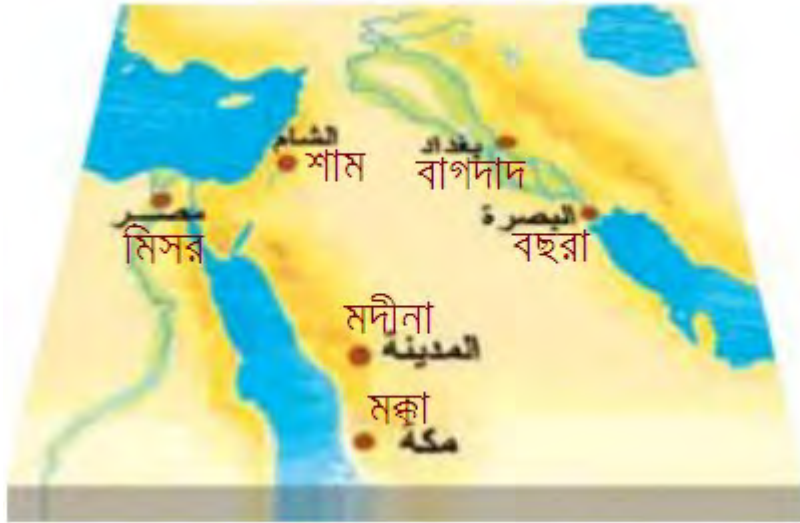 الشام
শাম
بغداد
বাগদাদ
مصر
মিসর
البصرة
বছরা
মদীনা
المدينة
মক্কা
مكة